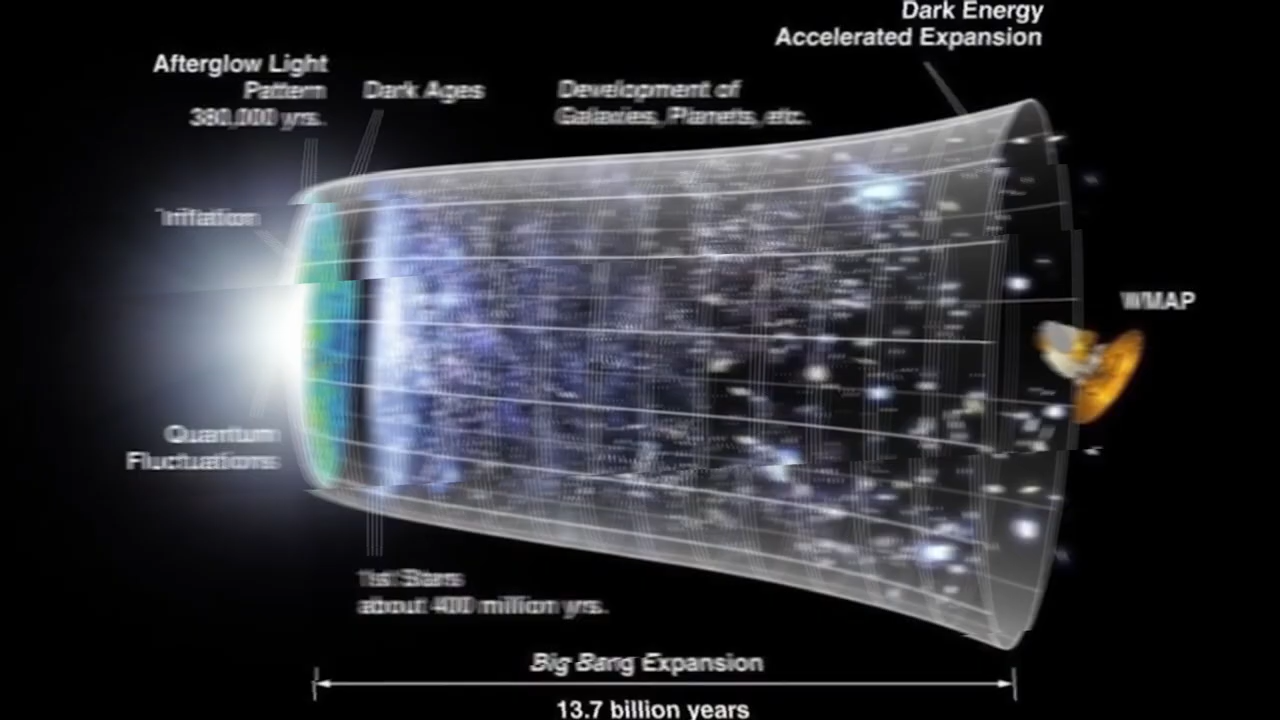 Dark Energy
Accelerated Expansion
Afterglow Light
Pattern
380,000 yrs.
Dark Ages
Development of
Galaxies, Planets, etc.
Inflation
WMAP
Quantum
Fluctuations
1st Stars
about 400 million yrs.
Big Bang Expansion
13.7 billion years